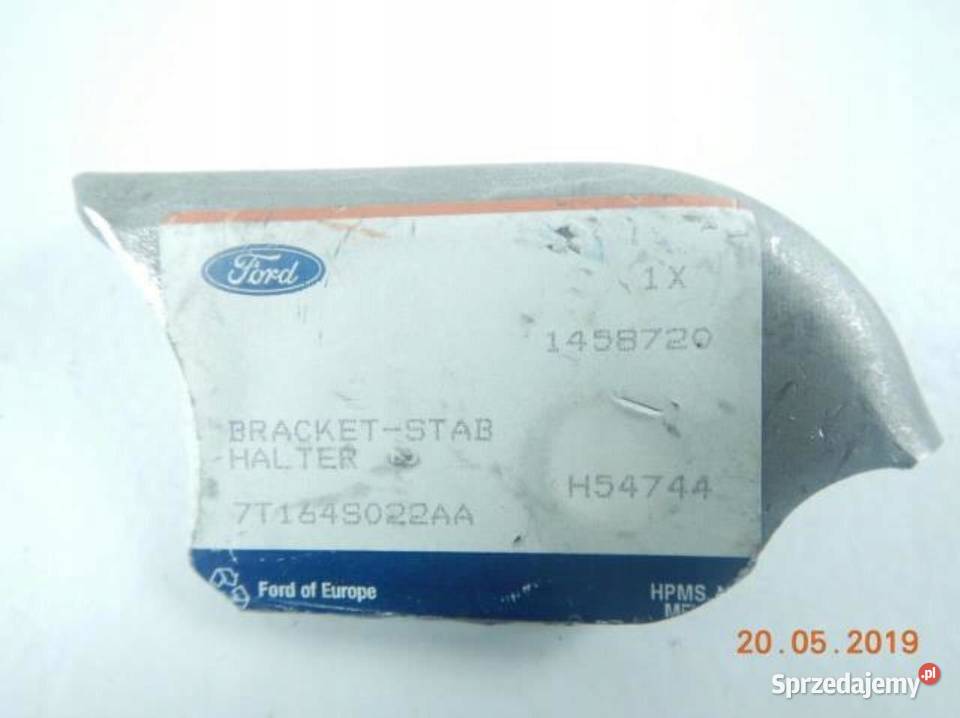 Ford
1X
1458720
BRACKET-STAB
HALTER
H54744
7T164S022AA
Ford of Europe
HPMS
20.05.2019
Sprzedajemy.pl